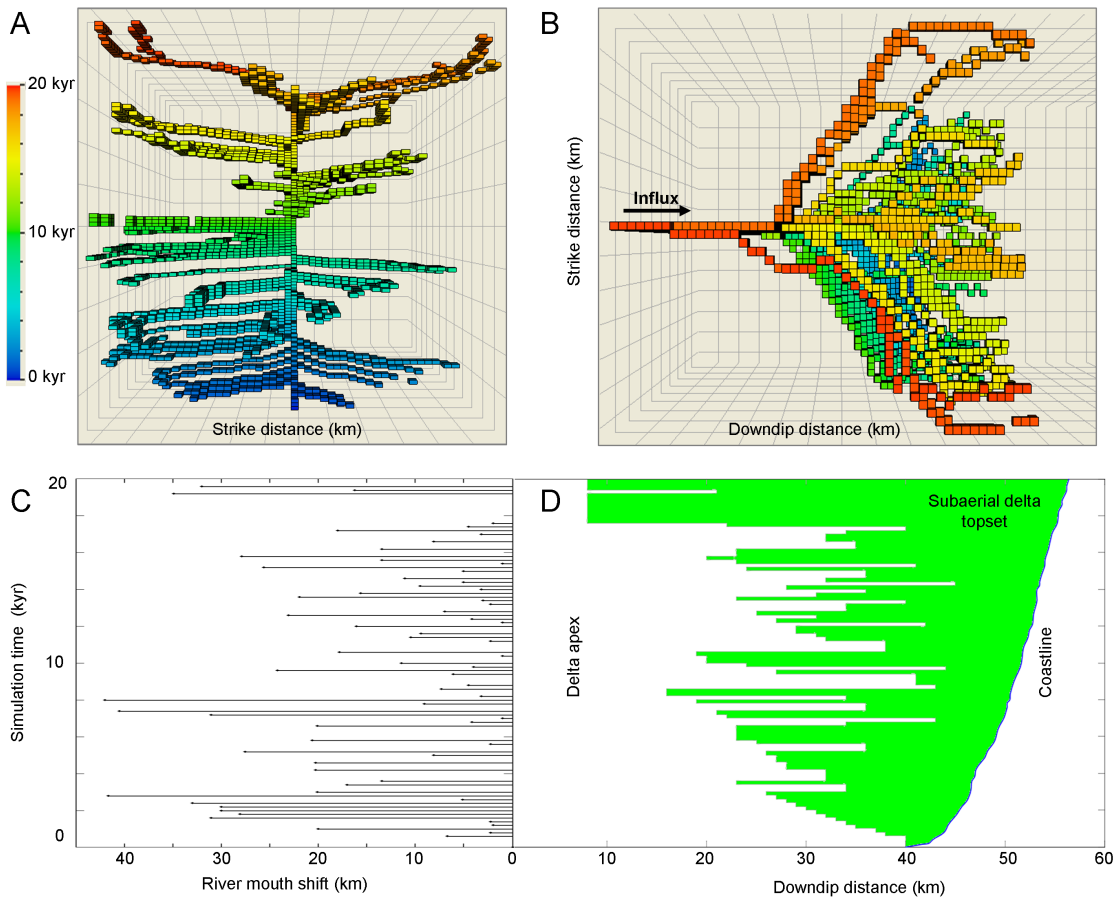 A
20 kyr
10 kyr
0 kyr
Strike distance (km)
B
Influx
Strike distance (km)
Downdip distance (km)
C
20
10
0
Simulation time (kyr)
40
30
20
10
0
River mouth shift (km)
D
Subaerial delta
topset
Delta apex
Coastline
10
20
30
40
50
60
Downdip distance (km)